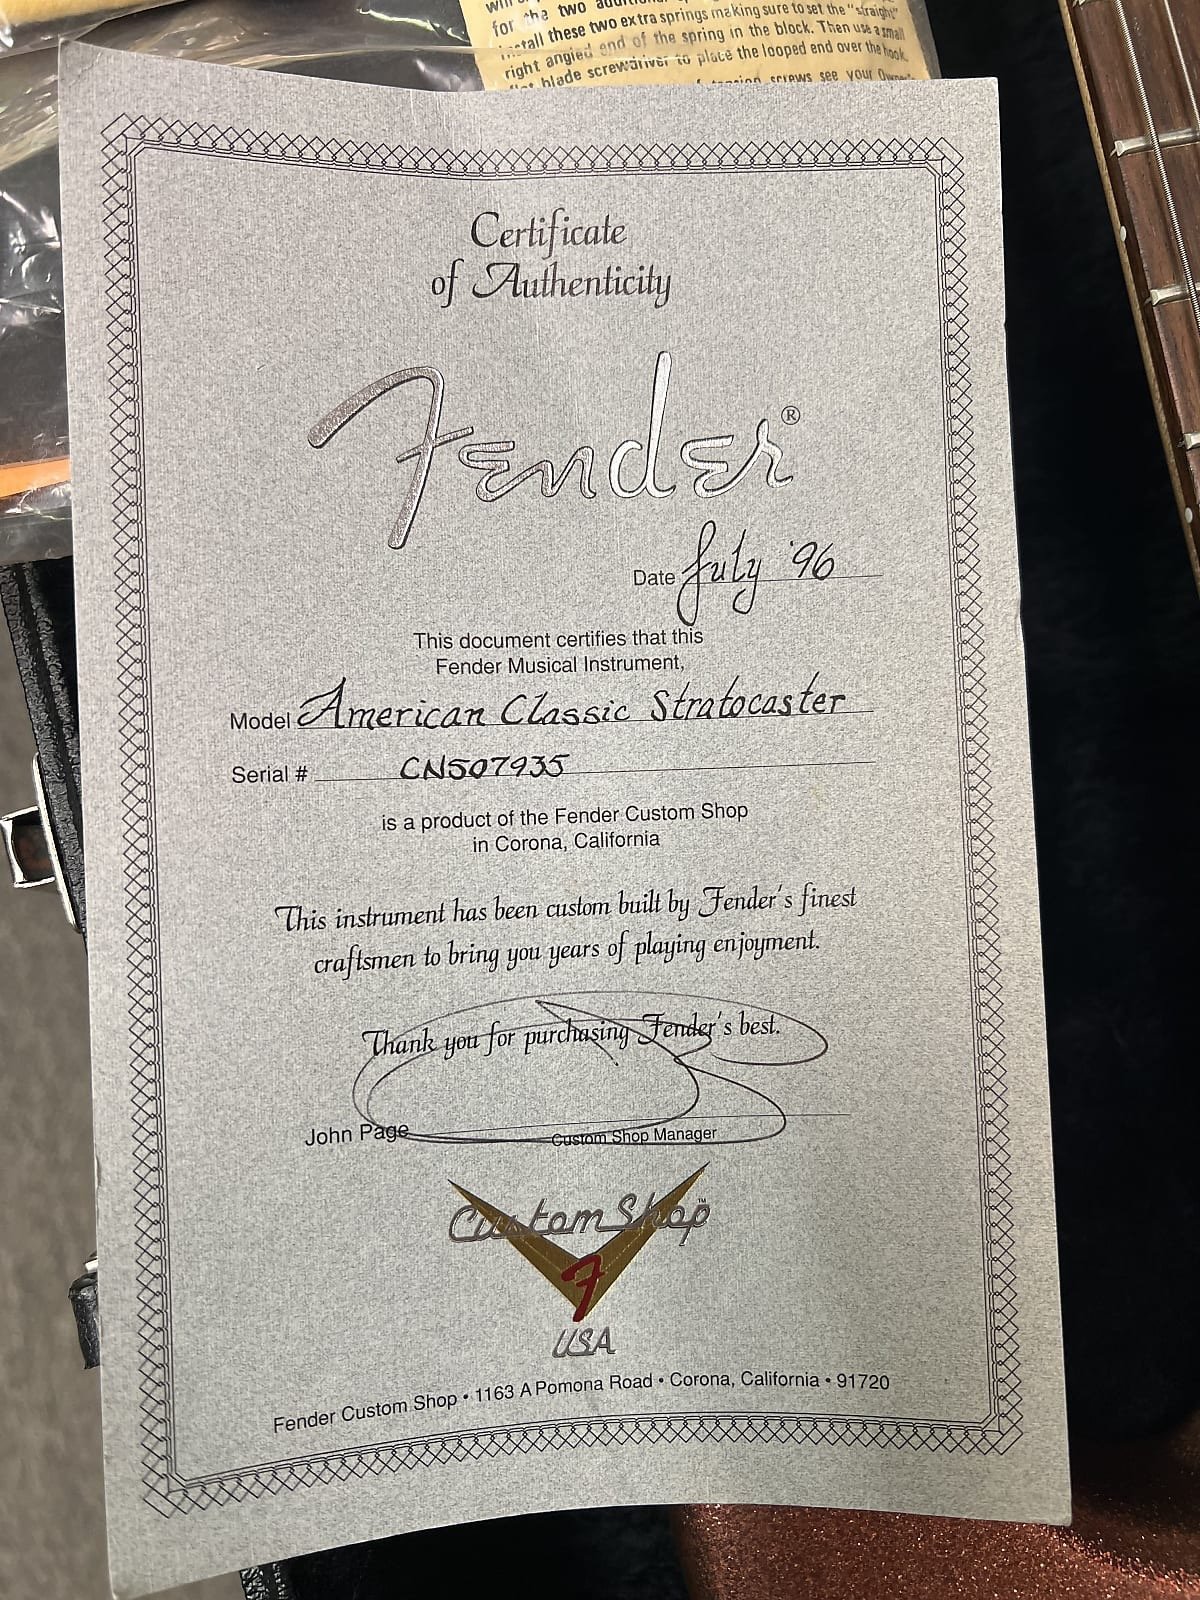 for the two
install these two extra springs making sure to set the "straight"
right angled end of the spring in the block. Then use a small
blade screwdriver to place the looped end over the hook.
screws see your
Certificate
of Authenticity
Fender®
Date July '96
This document certifies that this
Fender Musical Instrument,
Model American Classic Stratocaster
Serial # CN507935
is a product of the Fender Custom Shop
in Corona, California
This instrument has been custom built by Fender's finest
craftsmen to bring you years of playing enjoyment.
Thank you for purchasing Fender's best.
John Page Custom Shop Manager
Custom Shop™
F
USA
Fender Custom Shop • 1163 A Pomona Road • Corona, California • 91720